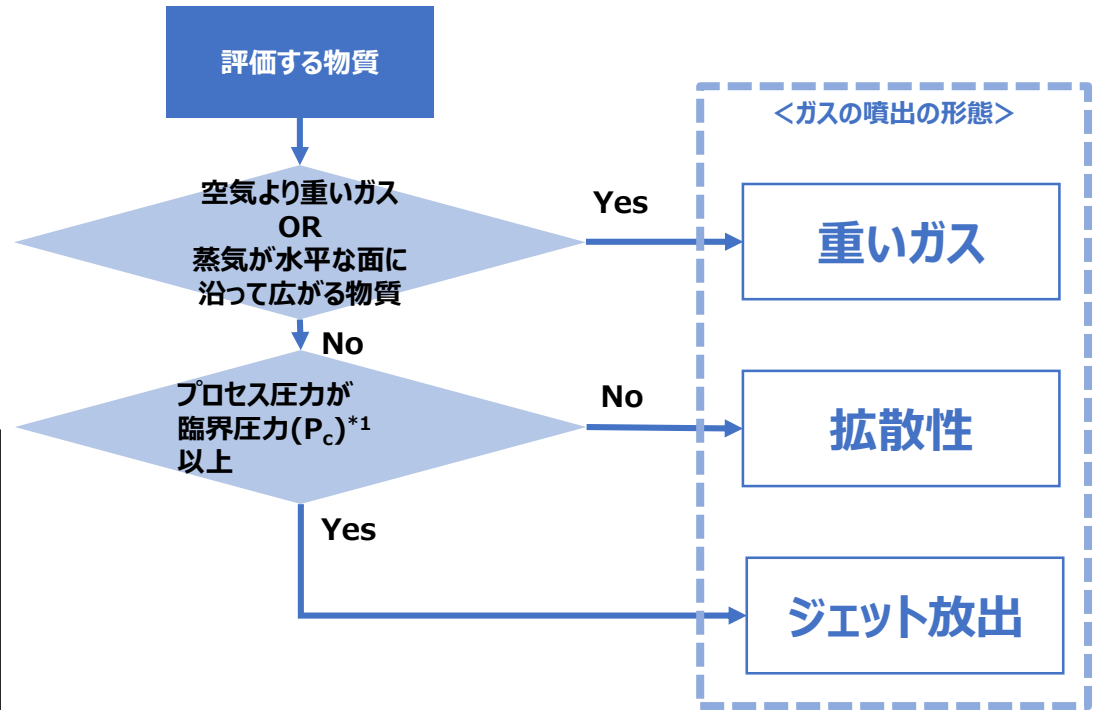 評価する物質
<ガスの噴出の形態>
空気より重いガス
OR
蒸気が水平な面に
沿って広がる物質
Yes
重いガス
No
プロセス圧力が
臨界圧力(Pc)*1
以上
No
拡散性
Yes
ジェット放出